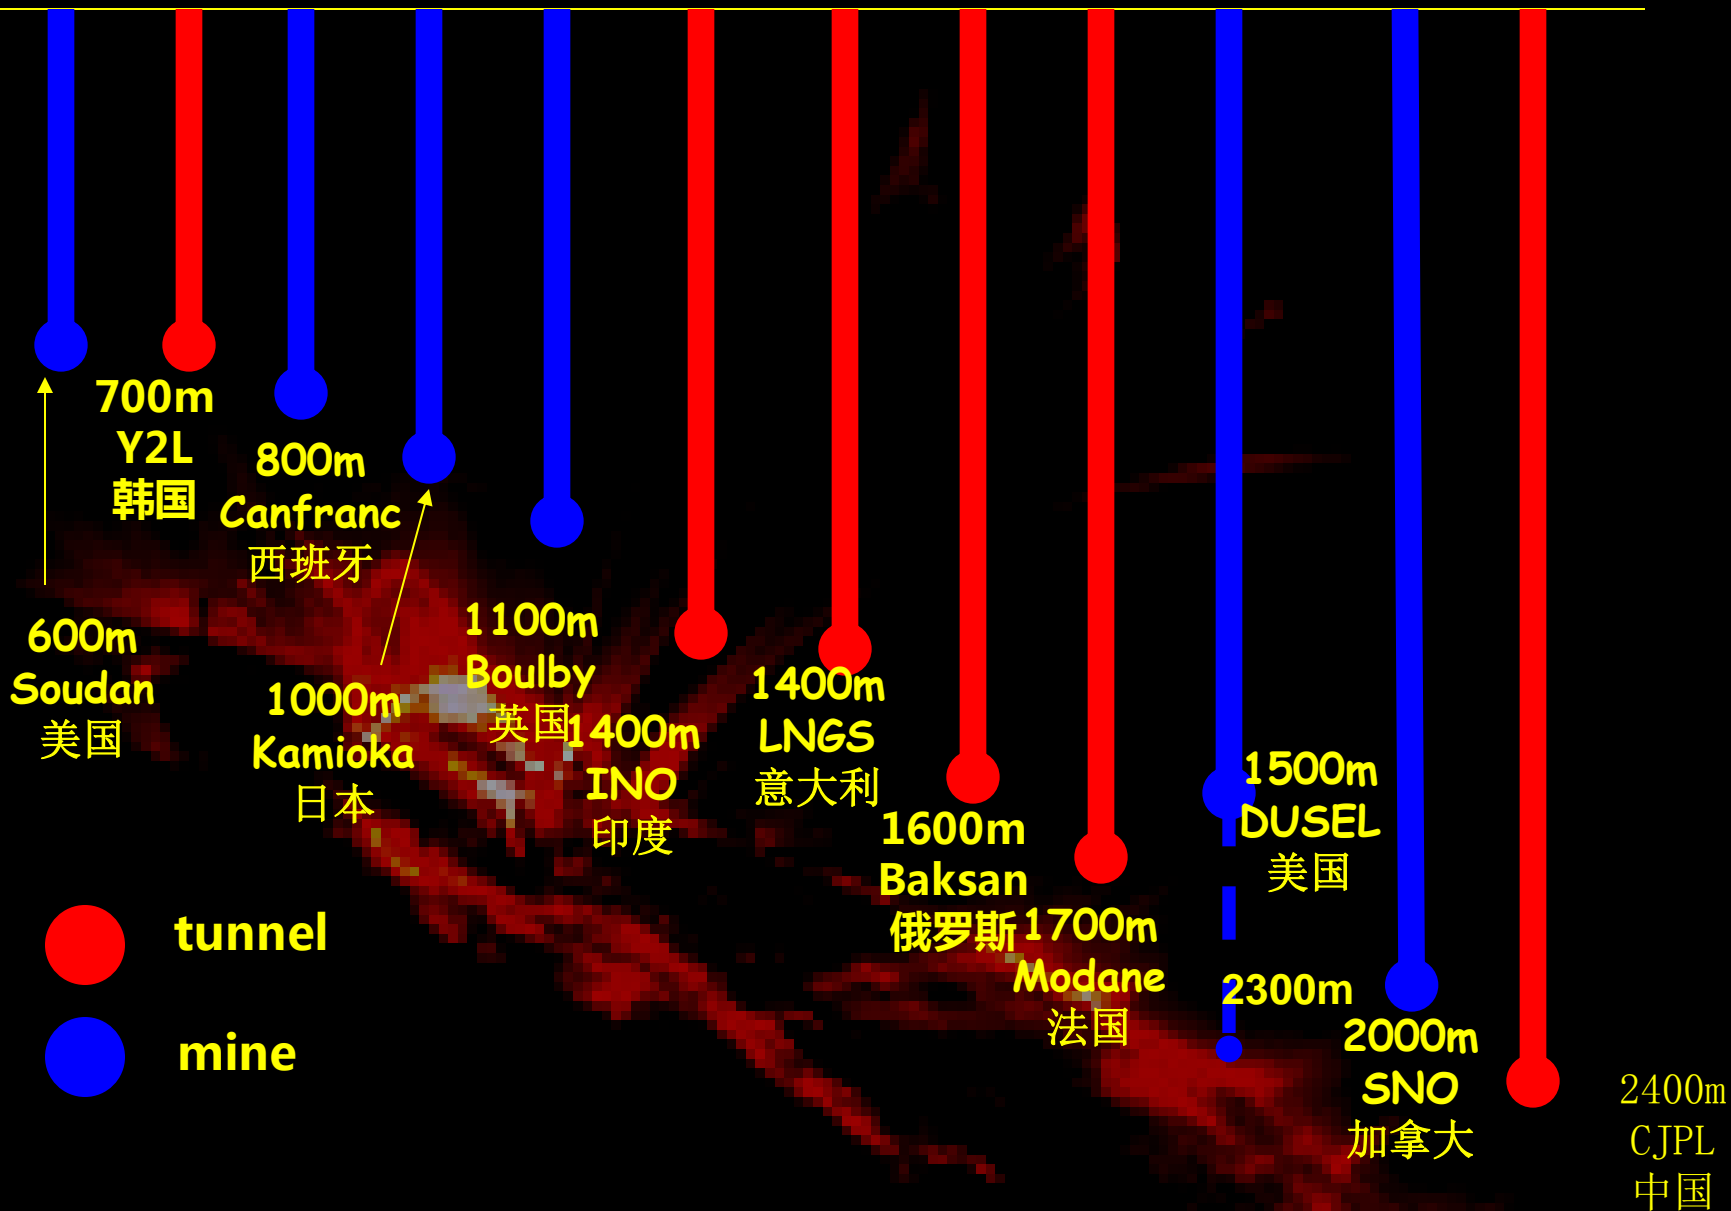 700m
Y2L
韩国
800m
Canfranc
西班牙
600m
Soudan
美国
1000m
Kamioka
日本
1100m
Boulby
英国
1400m
INO
印度
1400m
LNGS
意大利
1600m
Baksan
俄罗斯
1700m
Modane
法国
1500m
DUSEL
美国
2300m
2000m
SNO
加拿大
2400m
CJPL
中国
tunnel
mine